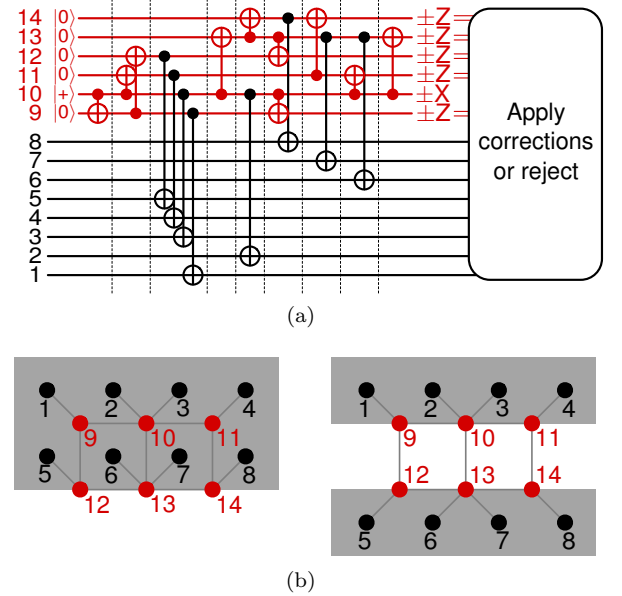 (a)
14 |0⟩ ±Z=
13 |0⟩ ±Z=
12 |0⟩ ±Z=
11 |0⟩ ±Z=
10 |+⟩ ±X
9 |0⟩ ±Z=
8
7
6
5
4
3
2
1
Apply
corrections
or reject
(a)
1 2 3 4
9 10 11
5 6 7 8
12 13 14
1 2 3 4
9 10 11
12 13 14
5 6 7 8
(b)